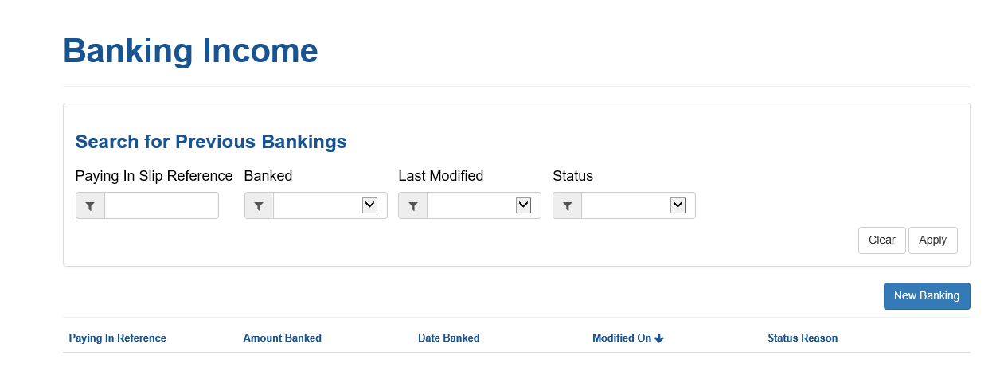 Banking Income
Search for Previous Bankings
Paying In Slip Reference Banked Last Modified Status
Clear Apply
New Banking
Paying In Reference Amount Banked Date Banked Modified On Status Reason